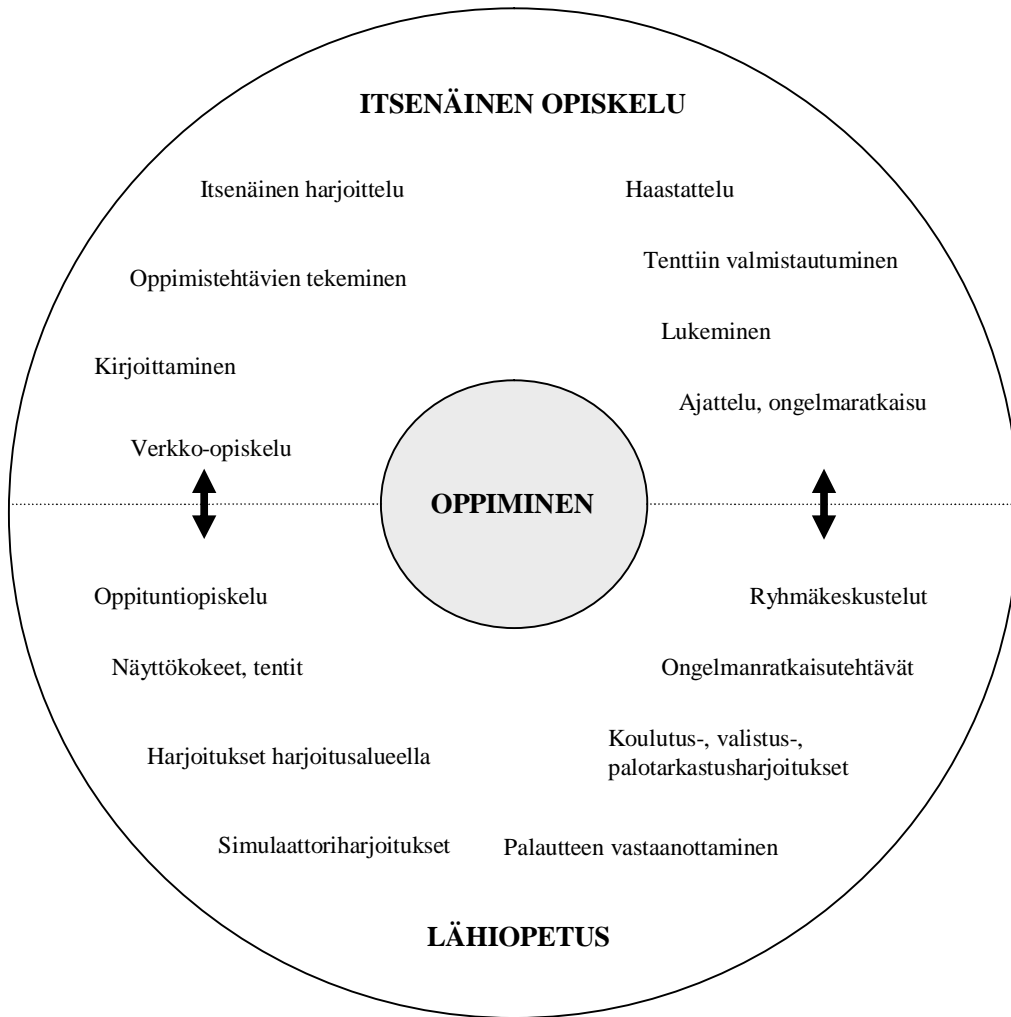 ITSENÄINEN OPISKELU
Itsenäinen harjoittelu
Haastattelu
Tenttiin valmistautuminen
Oppimistehtävien tekeminen
Lukeminen
Kirjoittaminen
Ajattelu, ongelmaratkaisu
Verkko-opiskelu
OPPIMINEN
Oppituntiopiskelu
Ryhmäkeskustelut
Näyttökokeet, tentit
Ongelmanratkaisutehtävät
Harjoitukset harjoitusalueella
Koulutus-, valistus-,
palotarkastusharjoitukset
Simulaattoriharjoitukset
Palautteen vastaanottaminen
LÄHIOPETUS